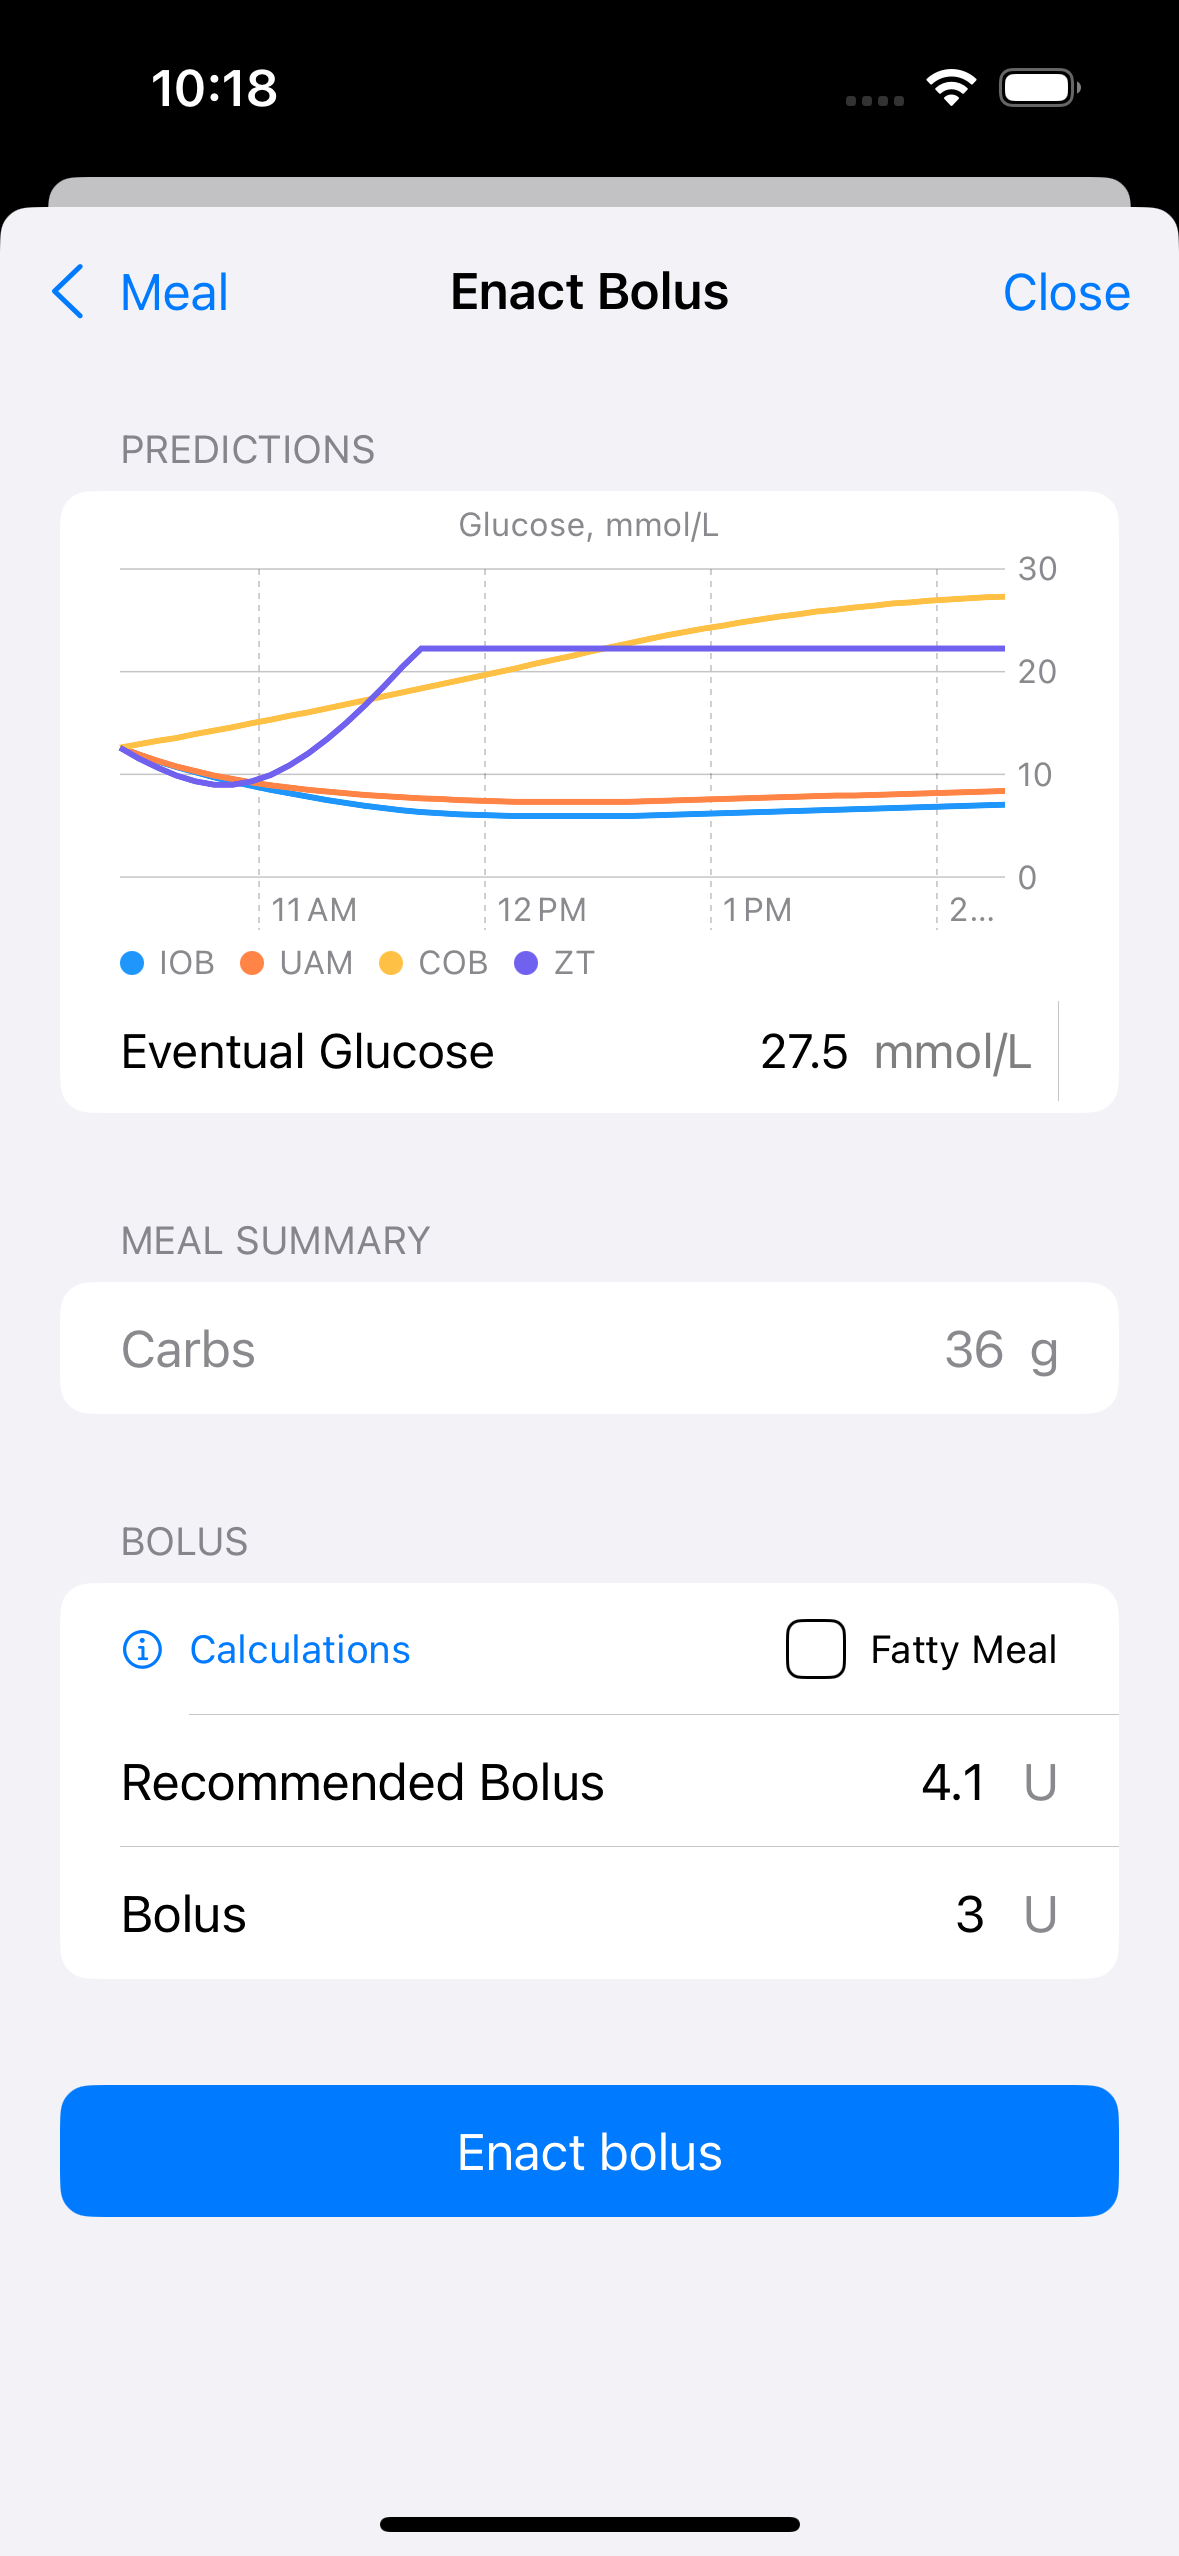 10:18
Meal Enact Bolus Close
PREDICTIONS
Glucose, mmol/L
30
20
10
0
11 AM 12 PM 1 PM 2...
IOB UAM COB ZT
Eventual Glucose 27.5 mmol/L
MEAL SUMMARY
Carbs 36 g
BOLUS
Calculations Fatty Meal
Recommended Bolus 4.1 U
Bolus 3 U
Enact bolus